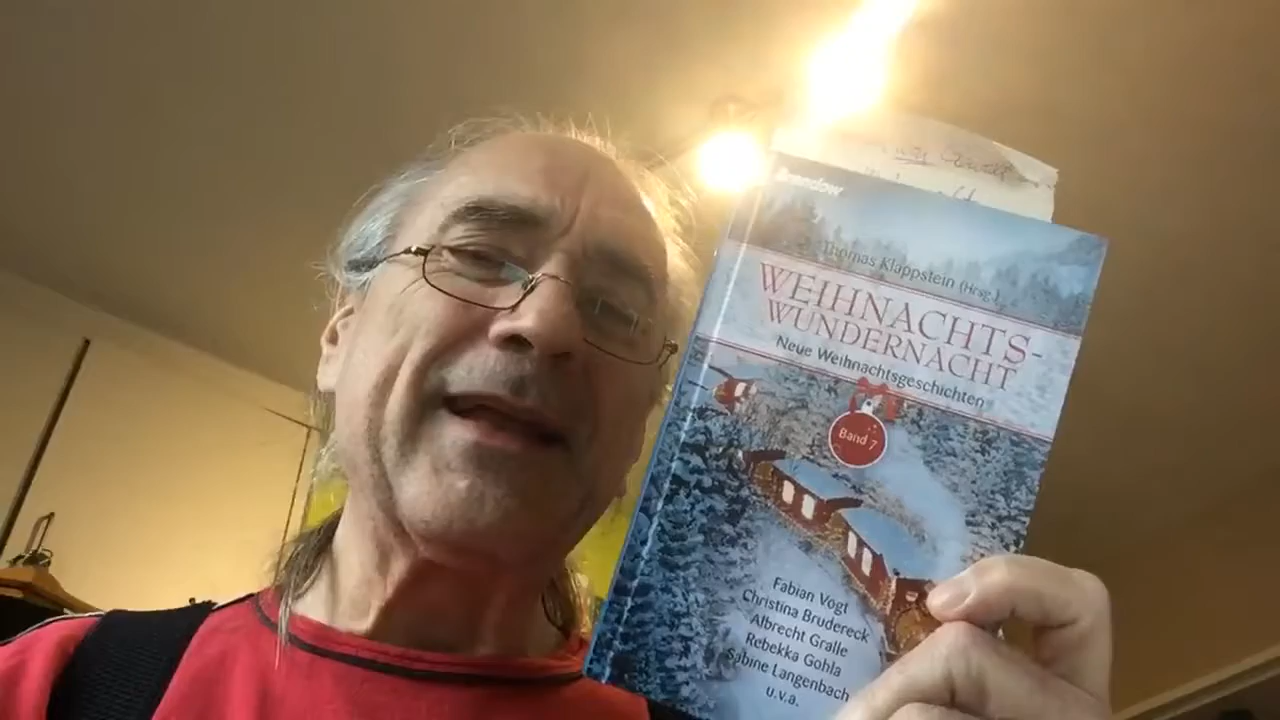 Brendow
Thomas Klappstein (Hrsg.)
WEIHNACHTS-
WUNDERNACHT
Neue Weihnachtsgeschichten
Band 7
Fabian Vogt
Christina Brudereck
Albrecht Gralle
Rebekka Gohla
Sabine Langenbach
u.v.a.